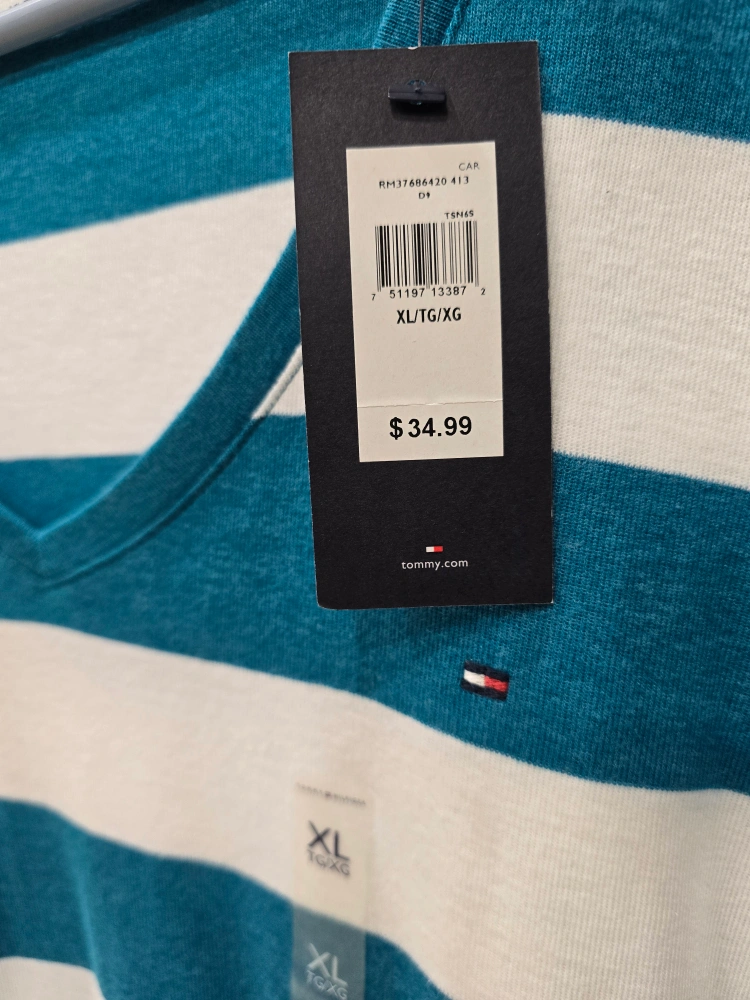 CAR
RM37686420 413
D9
TSN65
7 51197 13387 2
XL/TG/XG
$34.99
tommy.com
XL
TG/XG
XL
TG/XG